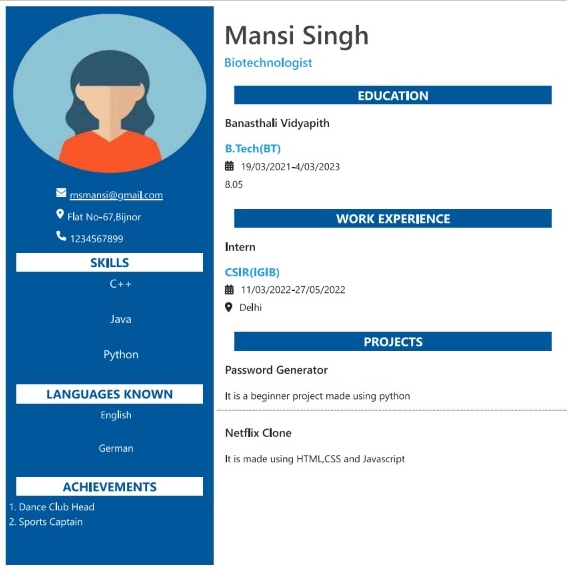 msmansi@gmail.com
Flat No-67,Bijnor
1234567899
SKILLS
C++
Java
Python
LANGUAGES KNOWN
English
German
ACHIEVEMENTS
1. Dance Club Head
2. Sports Captain
Mansi Singh
Biotechnologist
EDUCATION
Banasthali Vidyapith
B.Tech(BT)
19/03/2021-4/03/2023
8.05
WORK EXPERIENCE
Intern
CSIR(IGIB)
11/03/2022-27/05/2022
Delhi
PROJECTS
Password Generator
It is a beginner project made using python
Netflix Clone
It is made using HTML,CSS and Javascript